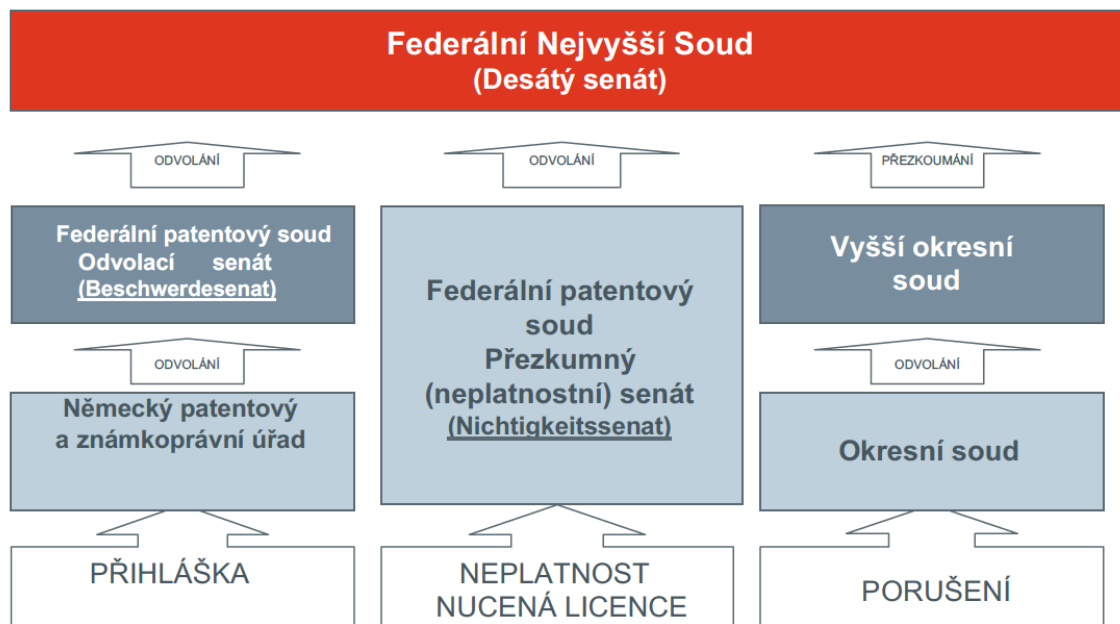 Federální Nejvyšší Soud
(Desátý senát)
ODVOLÁNÍ
ODVOLÁNÍ
PŘEZKOUMÁNÍ
Federální patentový soud
Odvolací senát
(Beschwerdesenat)
Federální patentový
soud
Přezkumný
(neplatnostní) senát
(Nichtigkeitssenat)
Vyšší okresní
soud
ODVOLÁNÍ
ODVOLÁNÍ
Německý patentový
a známkoprávní úřad
Okresní soud
PŘIHLÁŠKA
NEPLATNOST
NUCENÁ LICENCE
PORUŠENÍ